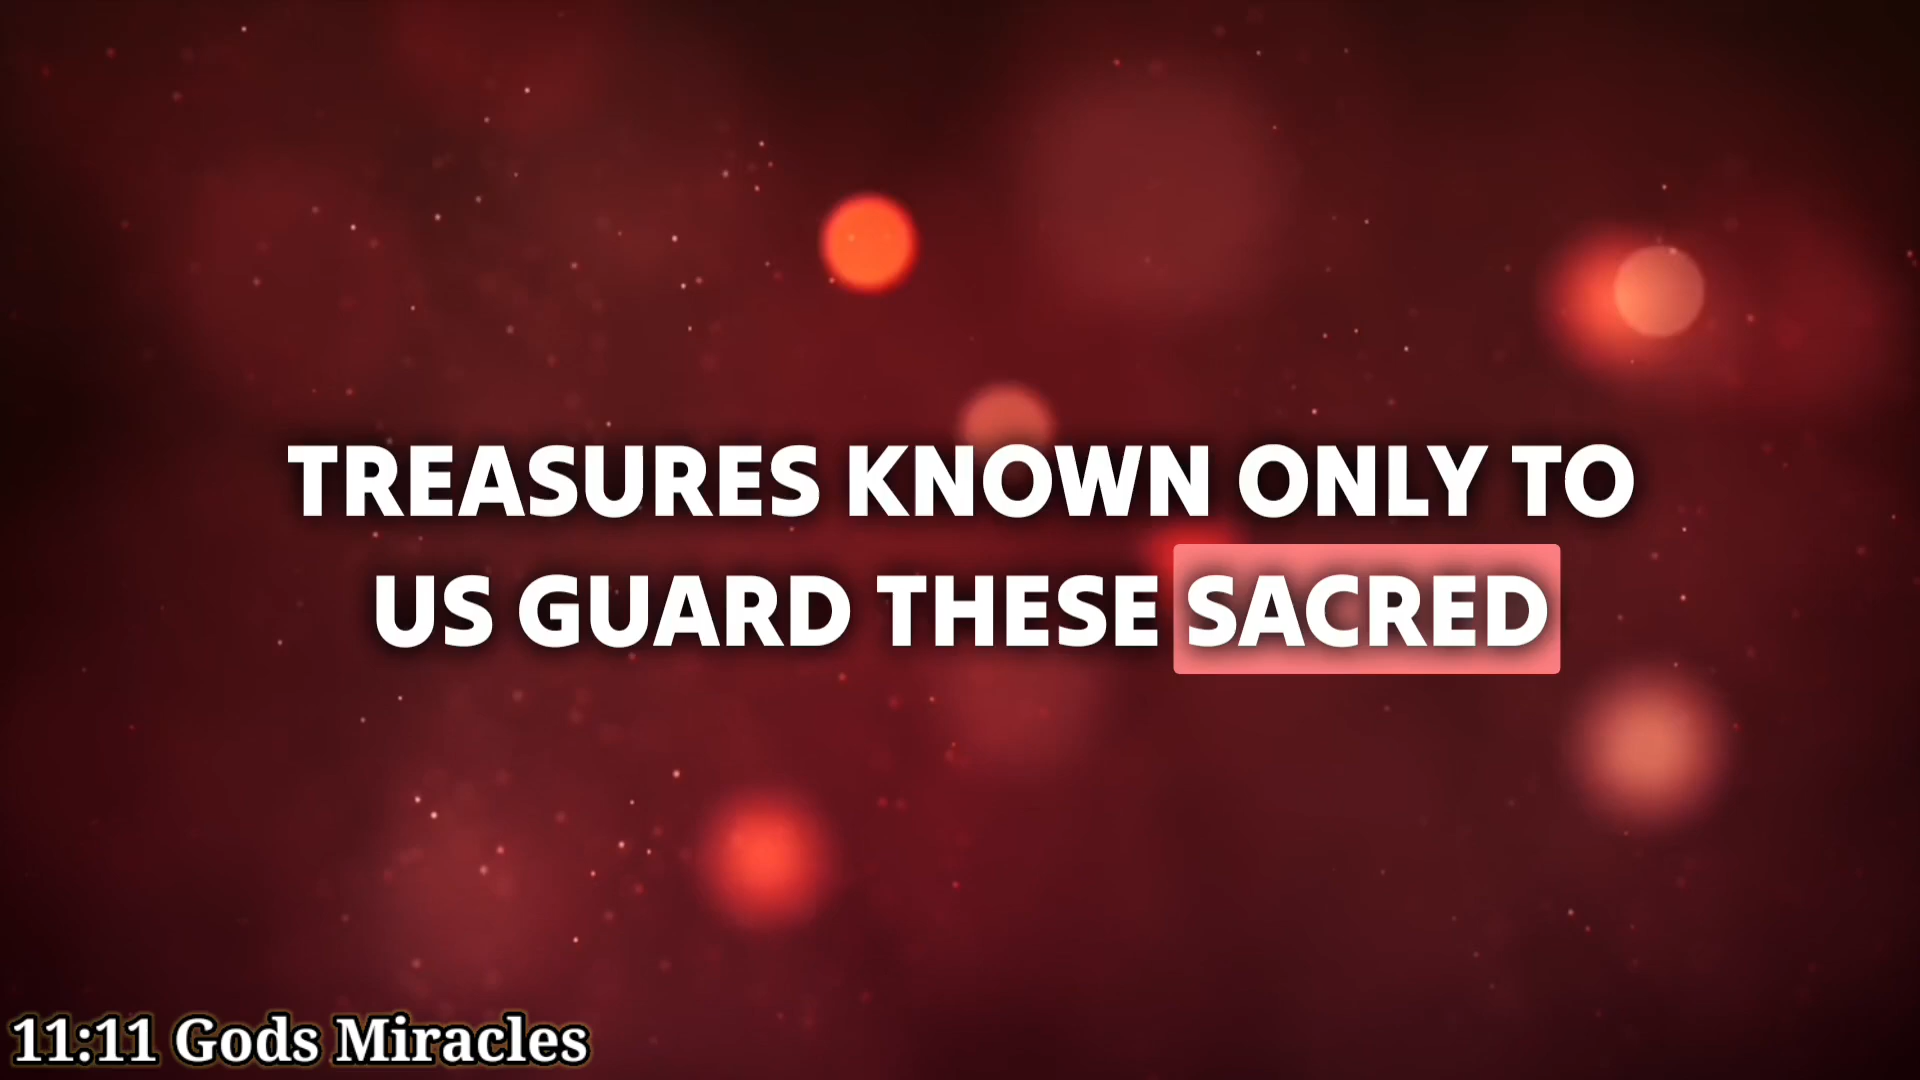 TREASURES KNOWN ONLY TO
US GUARD THESE SACRED
11:11 Gods Miracles